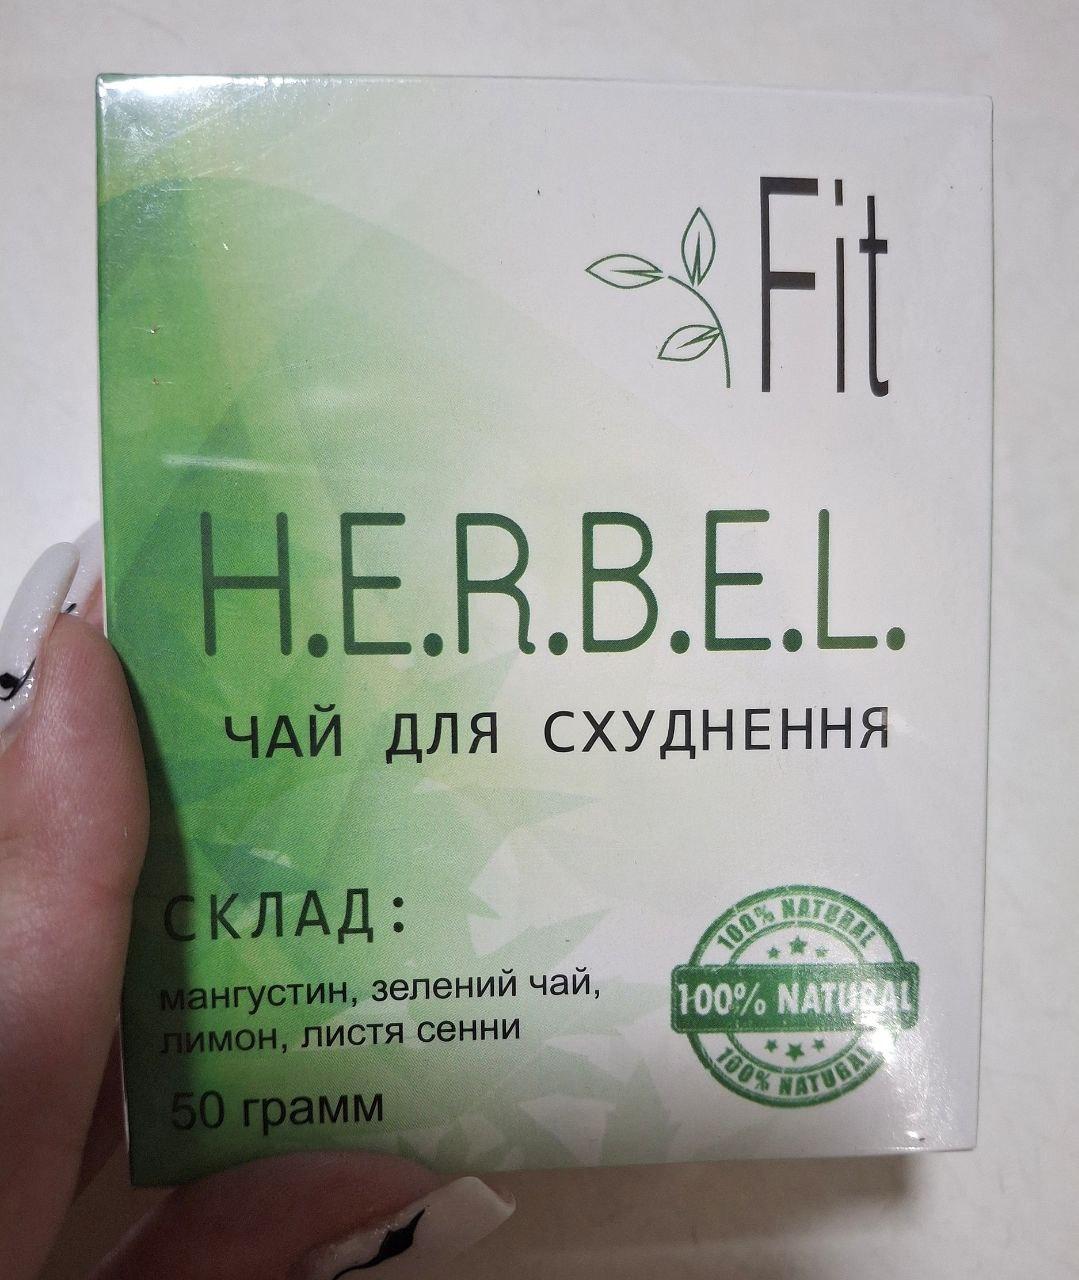 Fit
H.E.R.B.E.L.
ЧАЙ ДЛЯ СХУДНЕННЯ
СКЛАД:
мангустин, зелений чай,
лимон, листя сенни
50 грамм
100% NATURAL
100% NATURAL
100% NATURAL